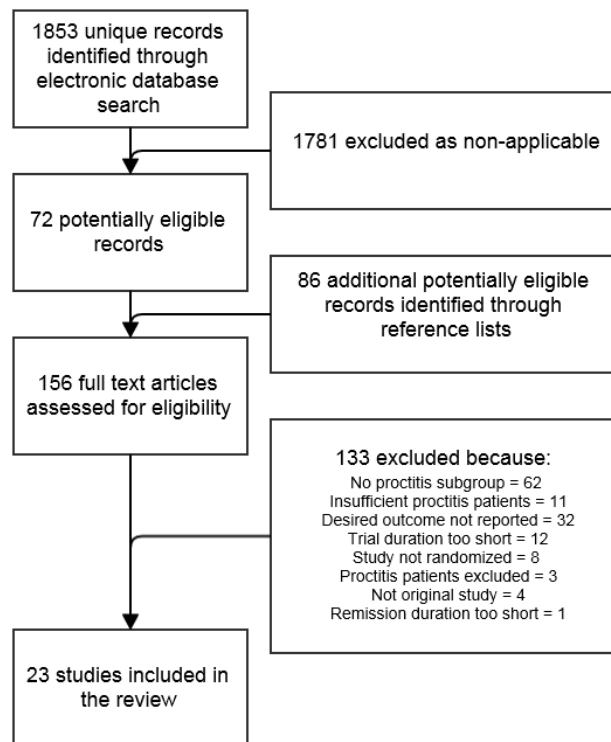 1853 unique records
identified through
electronic database
search
1781 excluded as non-applicable
72 potentially eligible
records
86 additional potentially eligible
records identified through
reference lists
156 full text articles
assessed for eligibility
133 excluded because:
No proctitis subgroup = 62
Insufficient proctitis patients = 11
Desired outcome not reported = 32
Trial duration too short = 12
Study not randomized = 8
Proctitis patients excluded = 3
Not original study = 4
Remission duration too short = 1
23 studies included in
the review